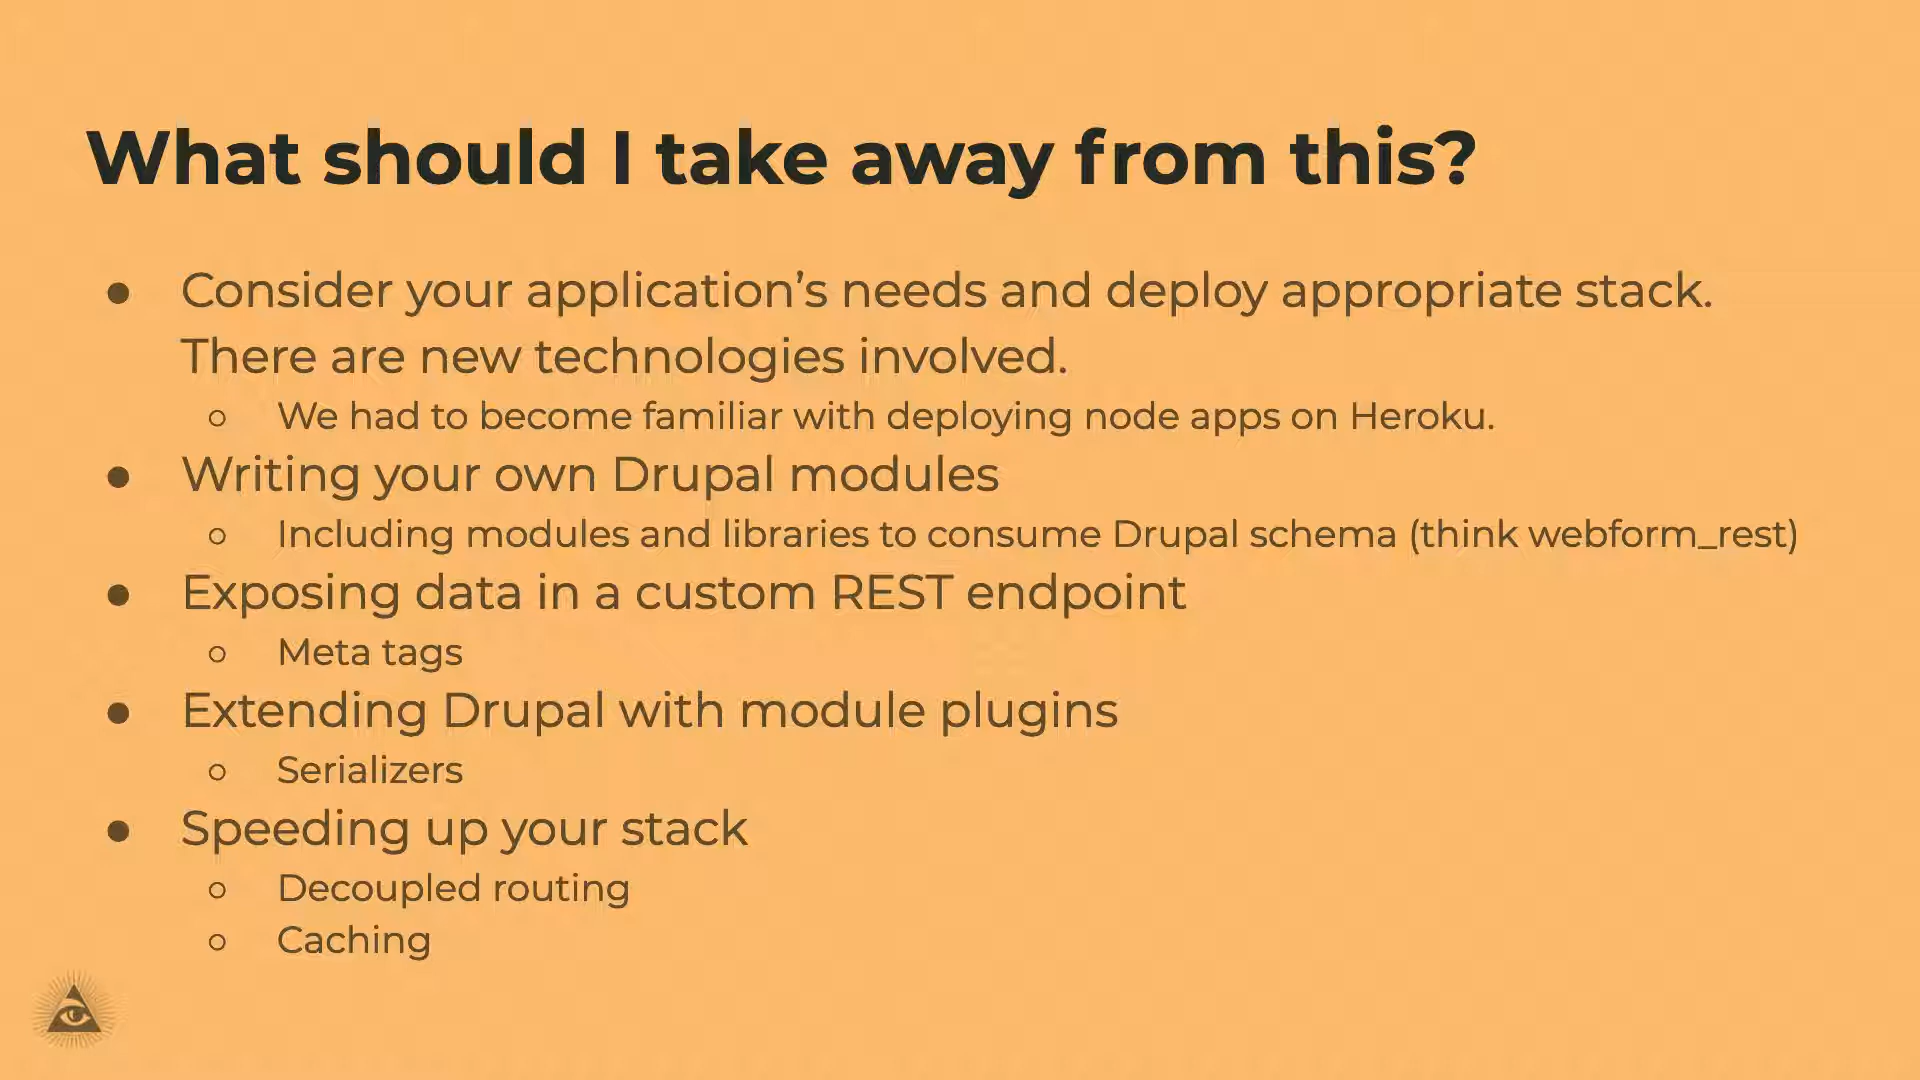 What should I take away from this?
● Consider your application’s needs and deploy appropriate stack.
There are new technologies involved.
○ We had to become familiar with deploying node apps on Heroku.
● Writing your own Drupal modules
○ Including modules and libraries to consume Drupal schema (think webform_rest)
● Exposing data in a custom REST endpoint
○ Meta tags
● Extending Drupal with module plugins
○ Serializers
● Speeding up your stack
○ Decoupled routing
○ Caching